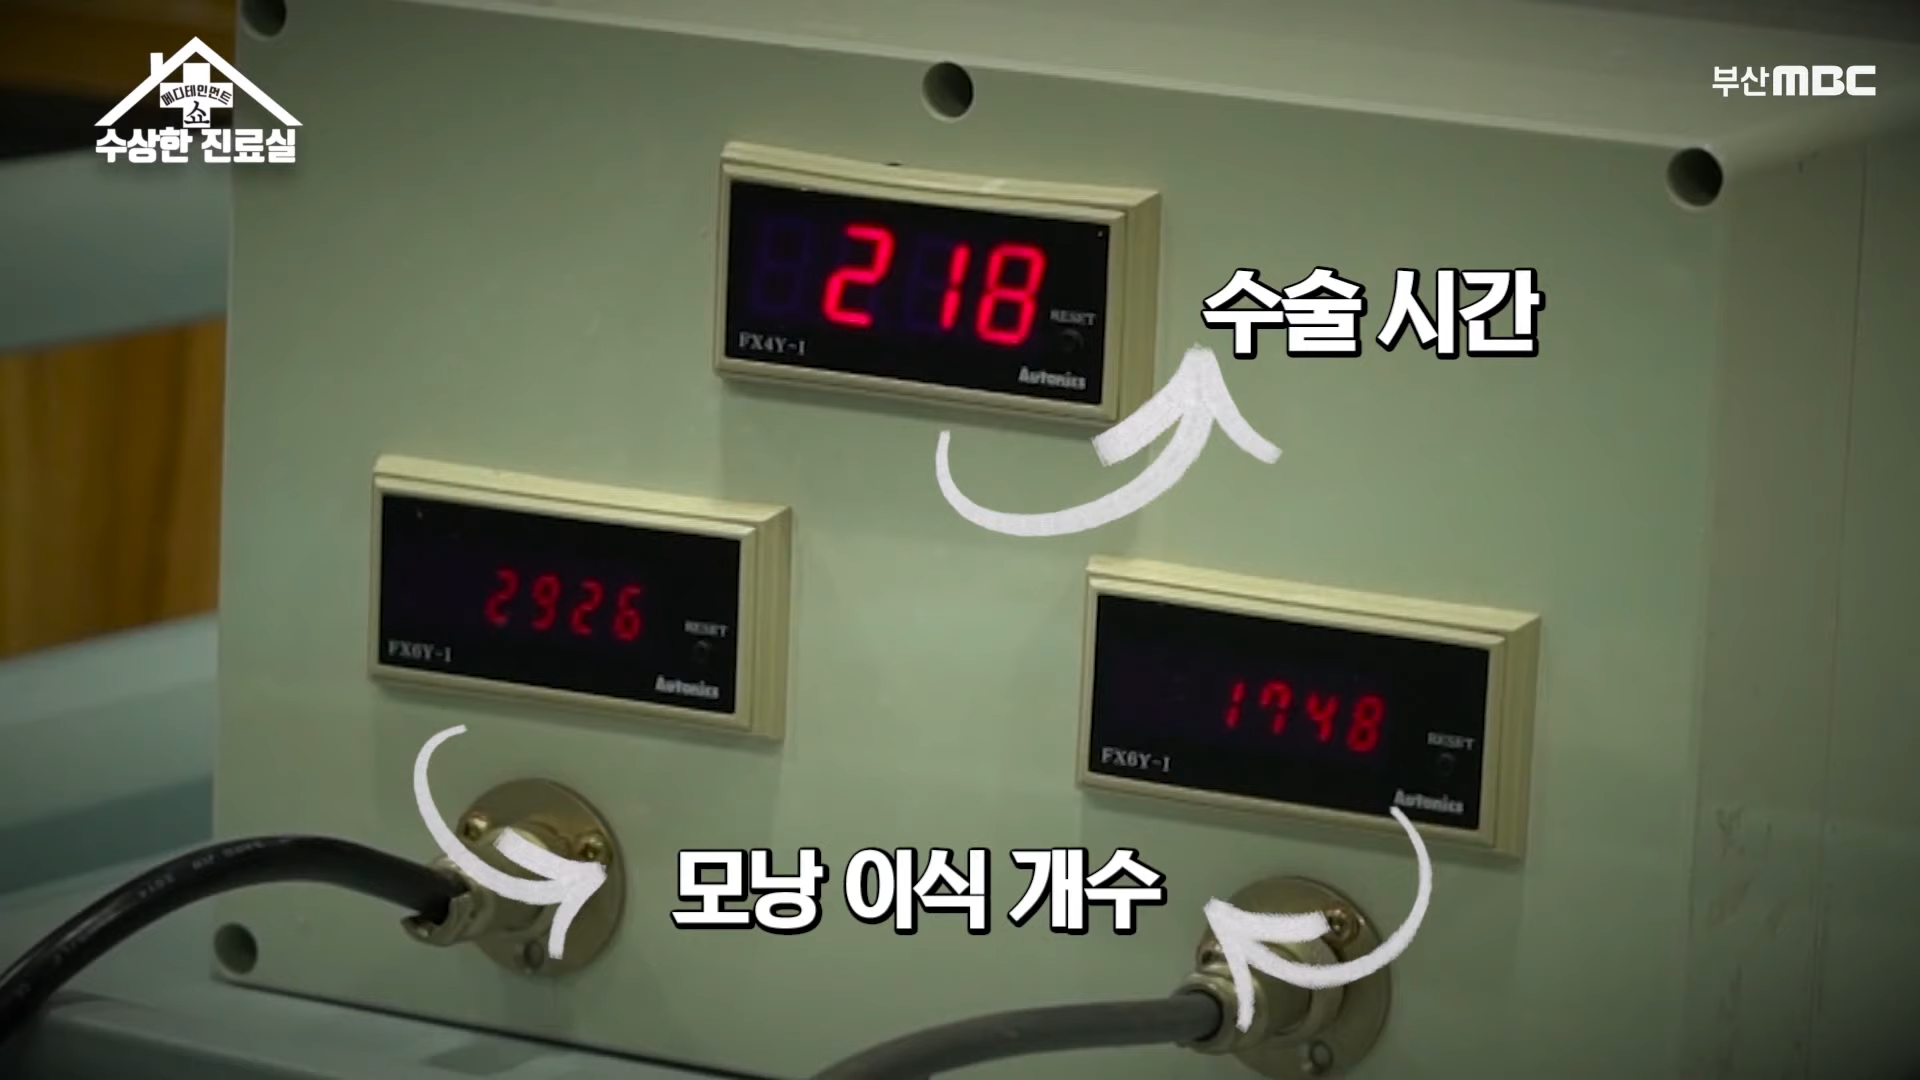 메디테인먼트
쇼
수상한 진료실
부산MBC
218
RESET
FX4Y-I
Autonics
수술 시간
2926
RESET
FX6Y-I
Autonics
1748
RESET
FX6Y-I
Autonics
모낭 이식 개수